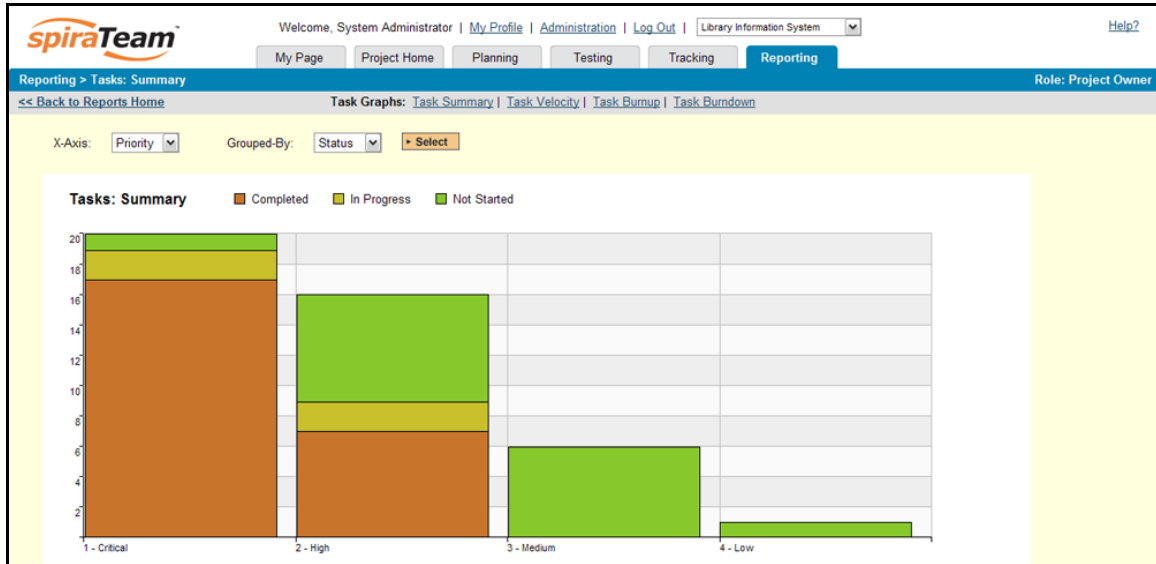 spiraTeam™
Welcome, System Administrator | My Profile | Administration | Log Out | Library Information System
Help?
My Page Project Home Planning Testing Tracking Reporting
Reporting > Tasks: Summary
Role: Project Owner
<< Back to Reports Home
Task Graphs: Task Summary | Task Velocity | Task Burnup | Task Burndown
X-Axis: Priority Grouped-By: Status Select
Tasks: Summary Completed In Progress Not Started
20
18
16
14
12
10
8
6
4
2
1 - Critical 2 - High 3 - Medium 4 - Low